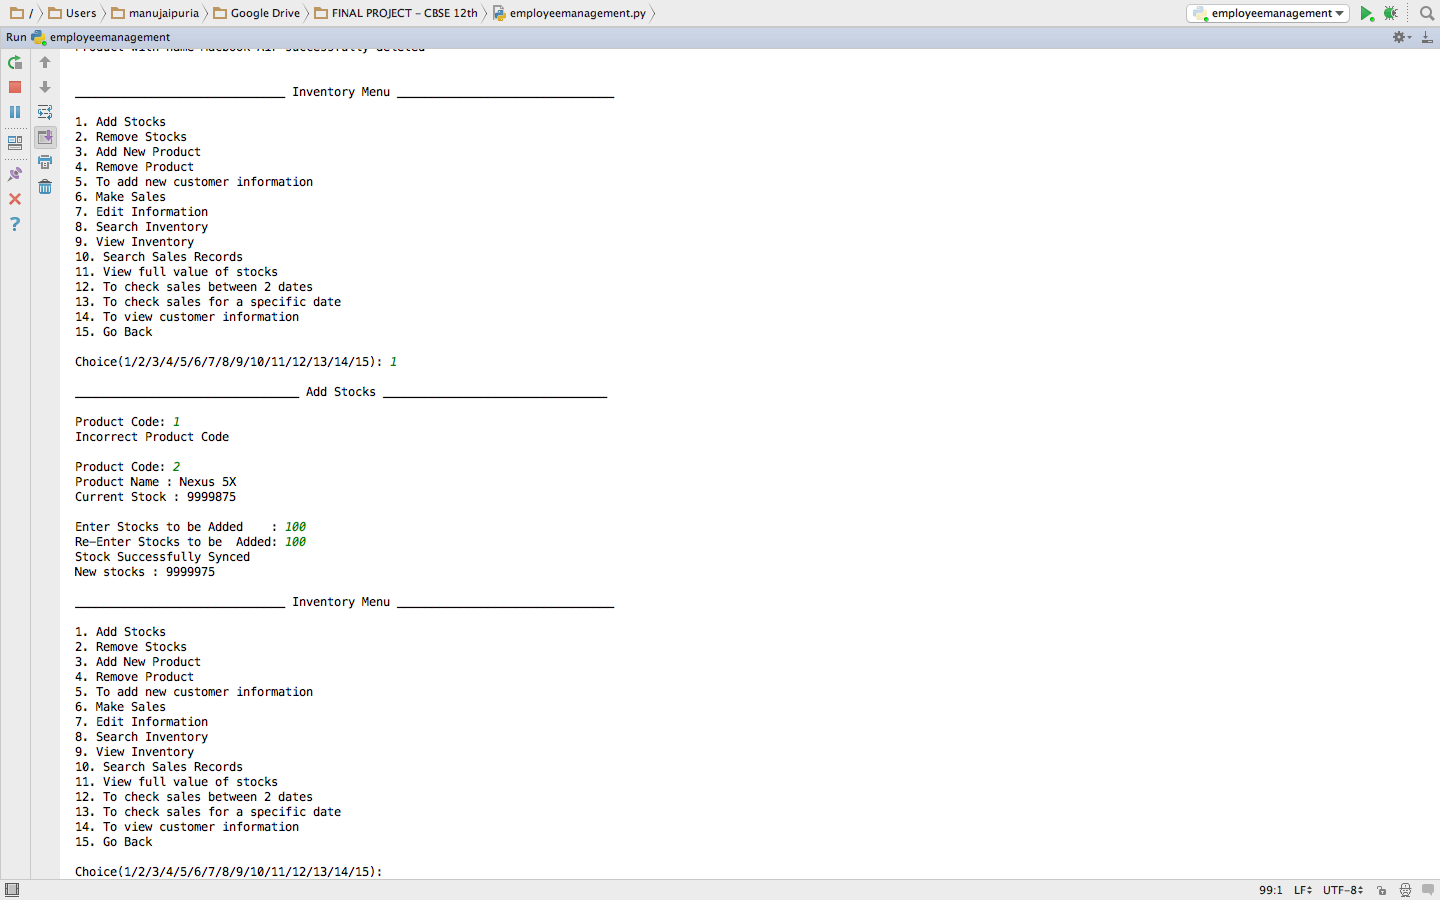 / Users manujaipuria Google Drive FINAL PROJECT – CBSE 12th employeemanagement.py employeemanagement
Run employeemanagement
Product with name Macbook Air successfully deleted
______________________________ Inventory Menu _______________________________
1. Add Stocks
2. Remove Stocks
3. Add New Product
4. Remove Product
5. To add new customer information
6. Make Sales
7. Edit Information
8. Search Inventory
9. View Inventory
10. Search Sales Records
11. View full value of stocks
12. To check sales between 2 dates
13. To check sales for a specific date
14. To view customer information
15. Go Back
Choice(1/2/3/4/5/6/7/8/9/10/11/12/13/14/15): 1
________________________________ Add Stocks ________________________________
Product Code: 1
Incorrect Product Code
Product Code: 2
Product Name : Nexus 5X
Current Stock : 9999875
Enter Stocks to be Added    : 100
Re-Enter Stocks to be  Added: 100
Stock Successfully Synced
New stocks : 9999975
______________________________ Inventory Menu _______________________________
1. Add Stocks
2. Remove Stocks
3. Add New Product
4. Remove Product
5. To add new customer information
6. Make Sales
7. Edit Information
8. Search Inventory
9. View Inventory
10. Search Sales Records
11. View full value of stocks
12. To check sales between 2 dates
13. To check sales for a specific date
14. To view customer information
15. Go Back
Choice(1/2/3/4/5/6/7/8/9/10/11/12/13/14/15):
99:1 LF UTF-8